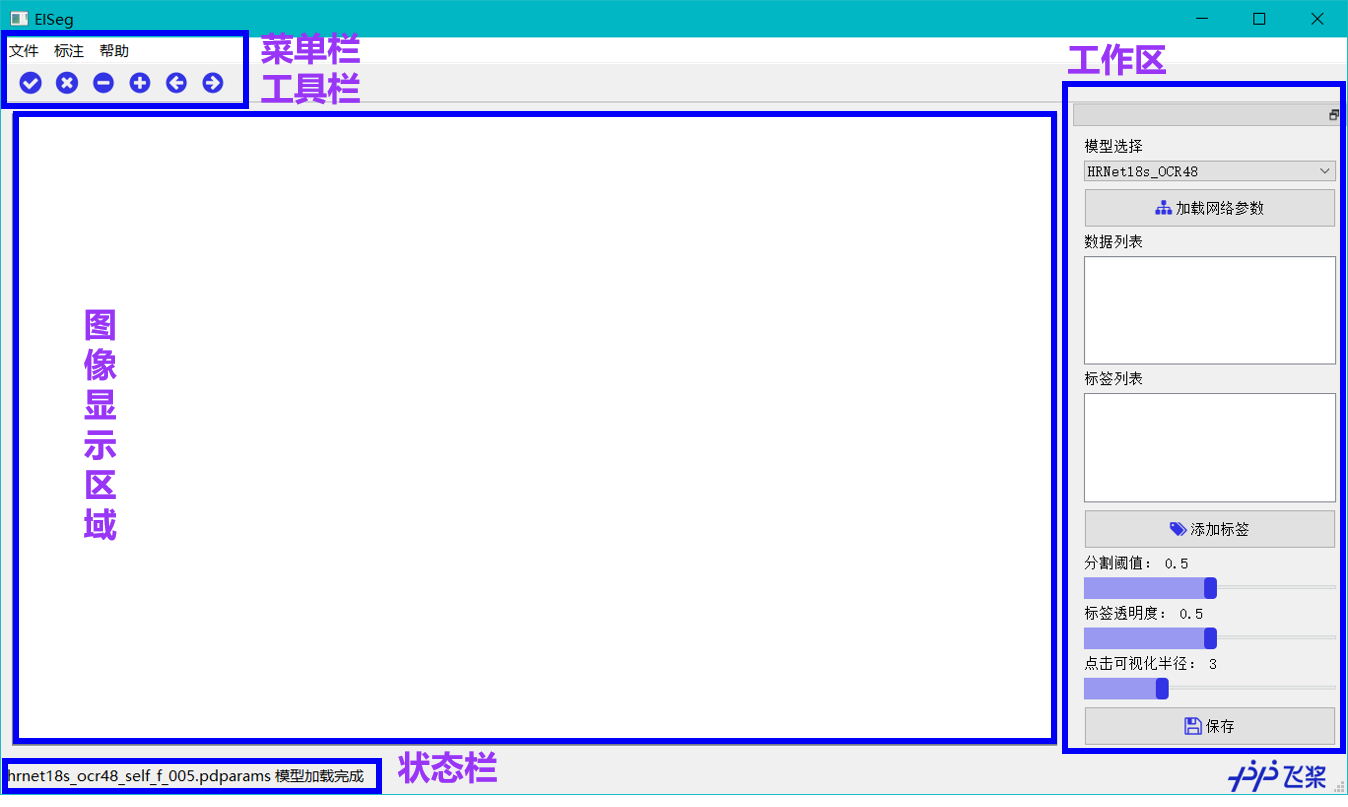 EISeg
文件 标注 帮助
菜单栏
工具栏
工作区
模型选择
HRNet18s_OCR48
加载网络参数
数据列表
标签列表
添加标签
分割阈值： 0.5
标签透明度： 0.5
点击可视化半径： 3
保存
图像显示区域
hrnet18s_ocr48_self_f_005.pdparams 模型加载完成
状态栏
飞桨